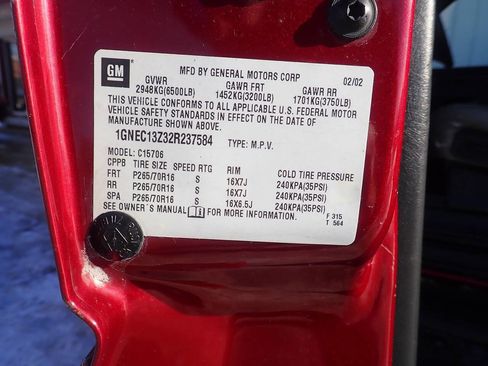 GM
MFD BY GENERAL MOTORS CORP 02/02
GVWR GAWR FRT GAWR RR
2948KG(6500LB) 1452KG(3200LB) 1701KG(3750LB)
THIS VEHICLE CONFORMS TO ALL APPLICABLE U.S. FEDERAL MOTOR
VEHICLE SAFETY STANDARDS IN EFFECT ON THE DATE OF
MANUFACTURE SHOWN ABOVE.
1GNEC13Z32R237584 TYPE: M.P.V.
MODEL: C15706
CPPB TIRE SIZE SPEED RTG RIM COLD TIRE PRESSURE
FRT P265/70R16 S 16X7J 240KPA(35PSI)
RR P265/70R16 S 16X7J 240KPA(35PSI)
SPA P265/70R16 S 16X6.5J 240KPA(35PSI)
SEE OWNER'S MANUAL FOR MORE INFORMATION.
F 315
T 564